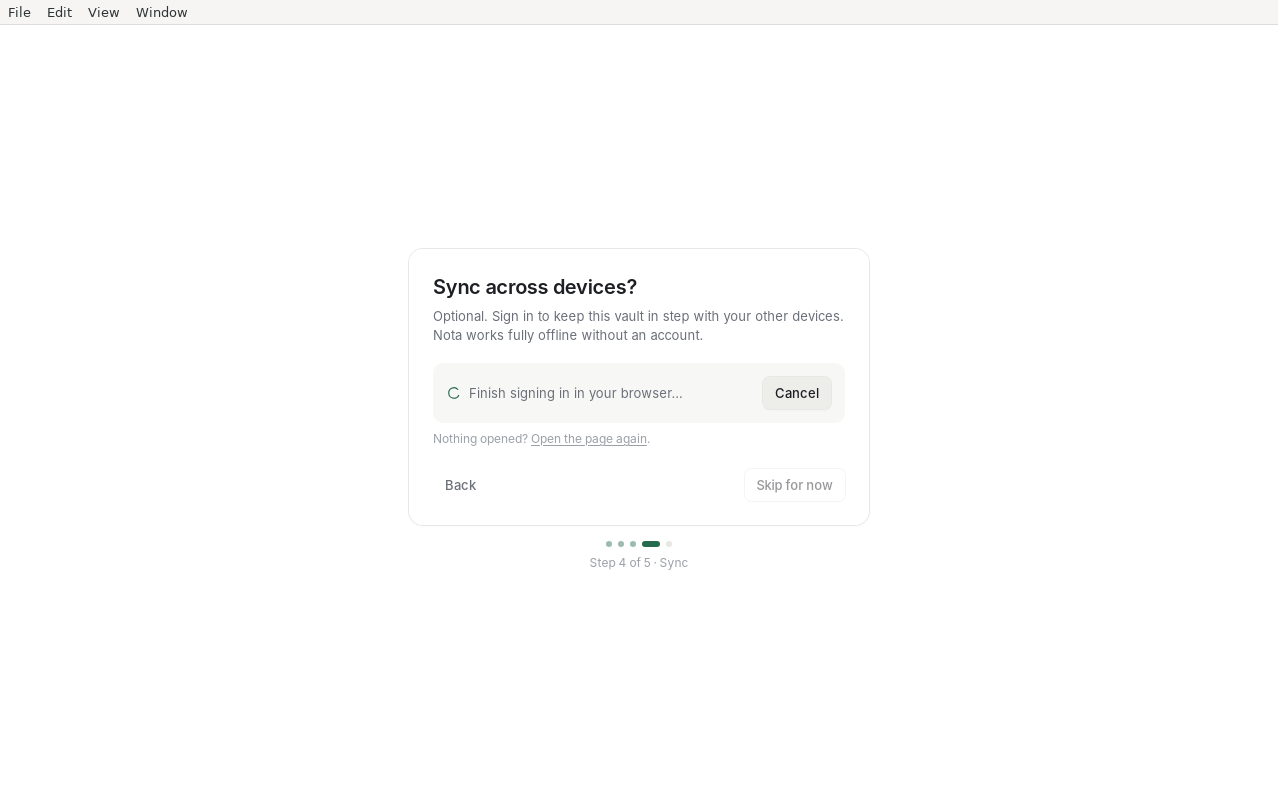 File Edit View Window
Sync across devices?
Optional. Sign in to keep this vault in step with your other devices.
Nota works fully offline without an account.
Finish signing in in your browser...
Cancel
Nothing opened? Open the page again.
Back
Skip for now
Step 4 of 5 · Sync